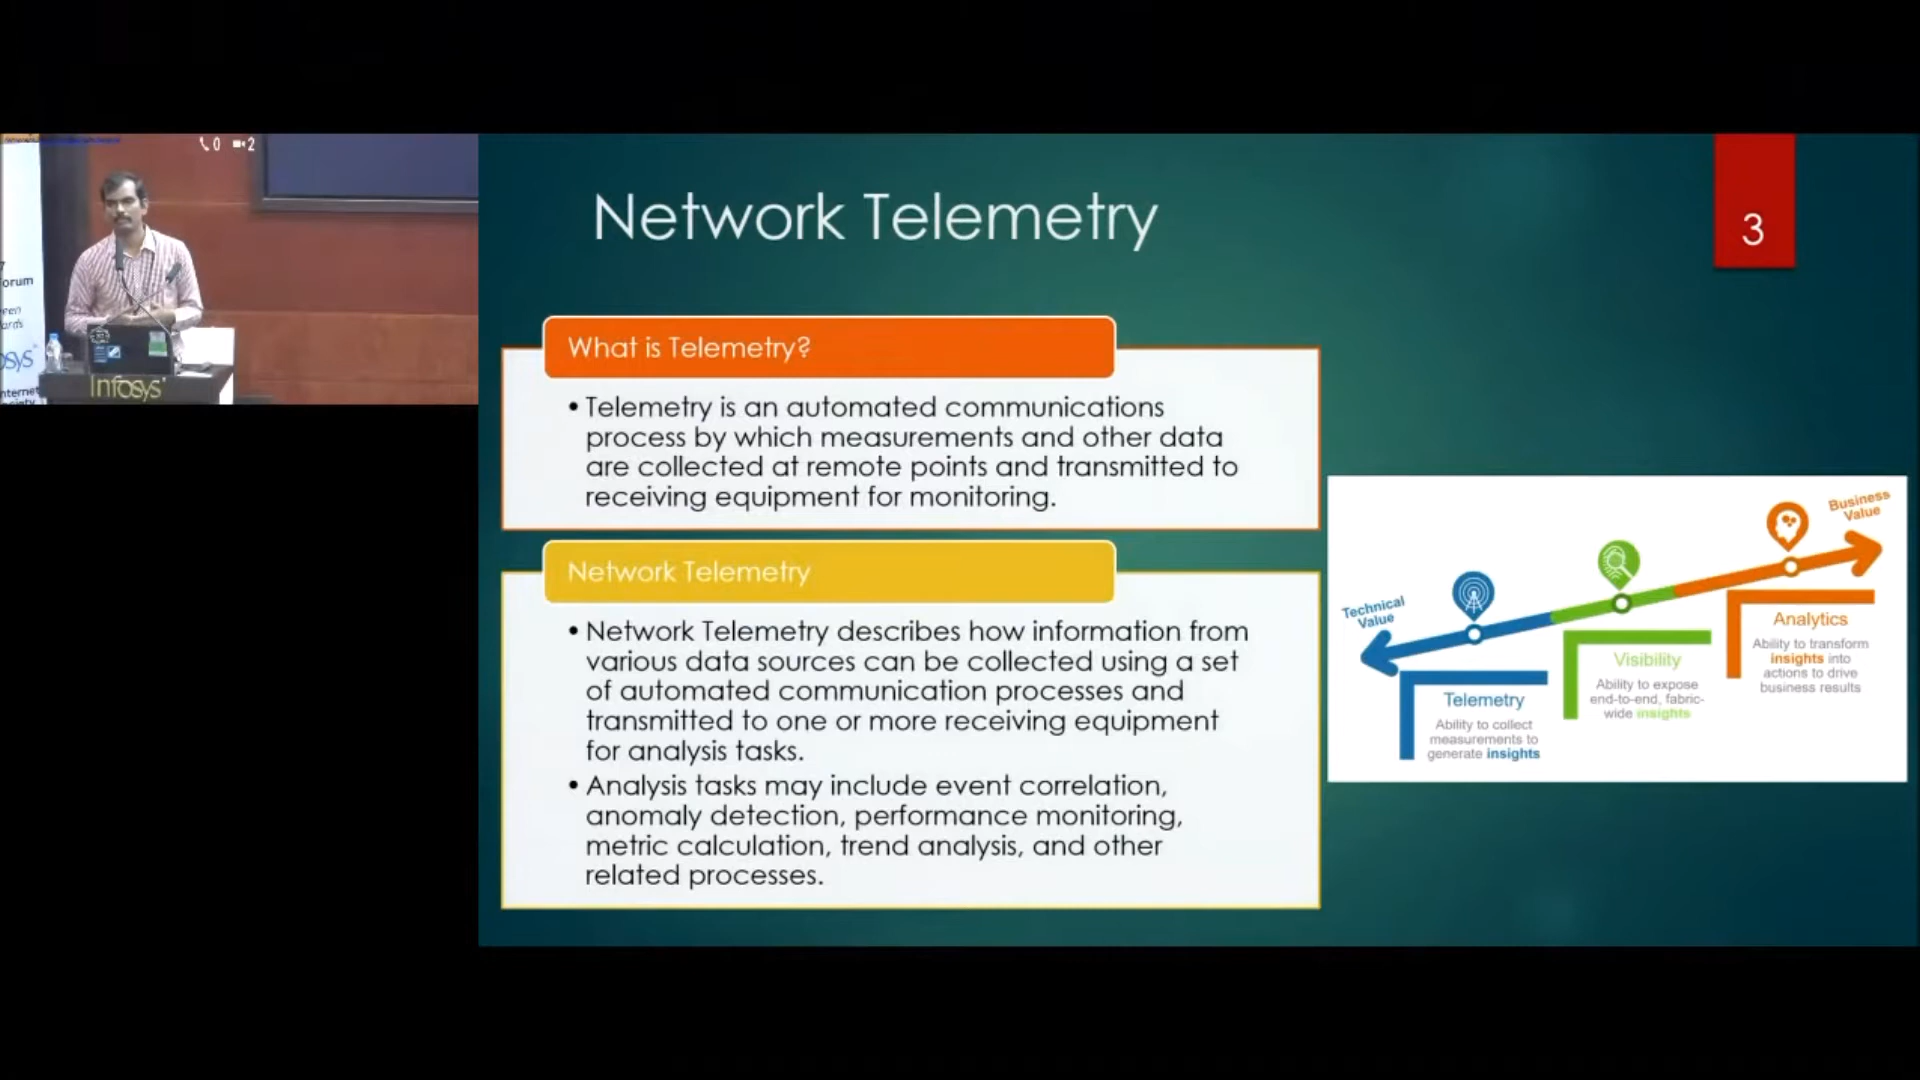 0 2
orum
Infosys
Network Telemetry
3
What is Telemetry?
• Telemetry is an automated communications
process by which measurements and other data
are collected at remote points and transmitted to
receiving equipment for monitoring.
Network Telemetry
• Network Telemetry describes how information from
various data sources can be collected using a set
of automated communication processes and
transmitted to one or more receiving equipment
for analysis tasks.
• Analysis tasks may include event correlation,
anomaly detection, performance monitoring,
metric calculation, trend analysis, and other
related processes.
Technical
Value
Business
Value
Telemetry
Ability to collect
measurements to
generate insights
Visibility
Ability to expose
end-to-end, fabric-
wide insights
Analytics
Ability to transform
insights into
actions to drive
business results